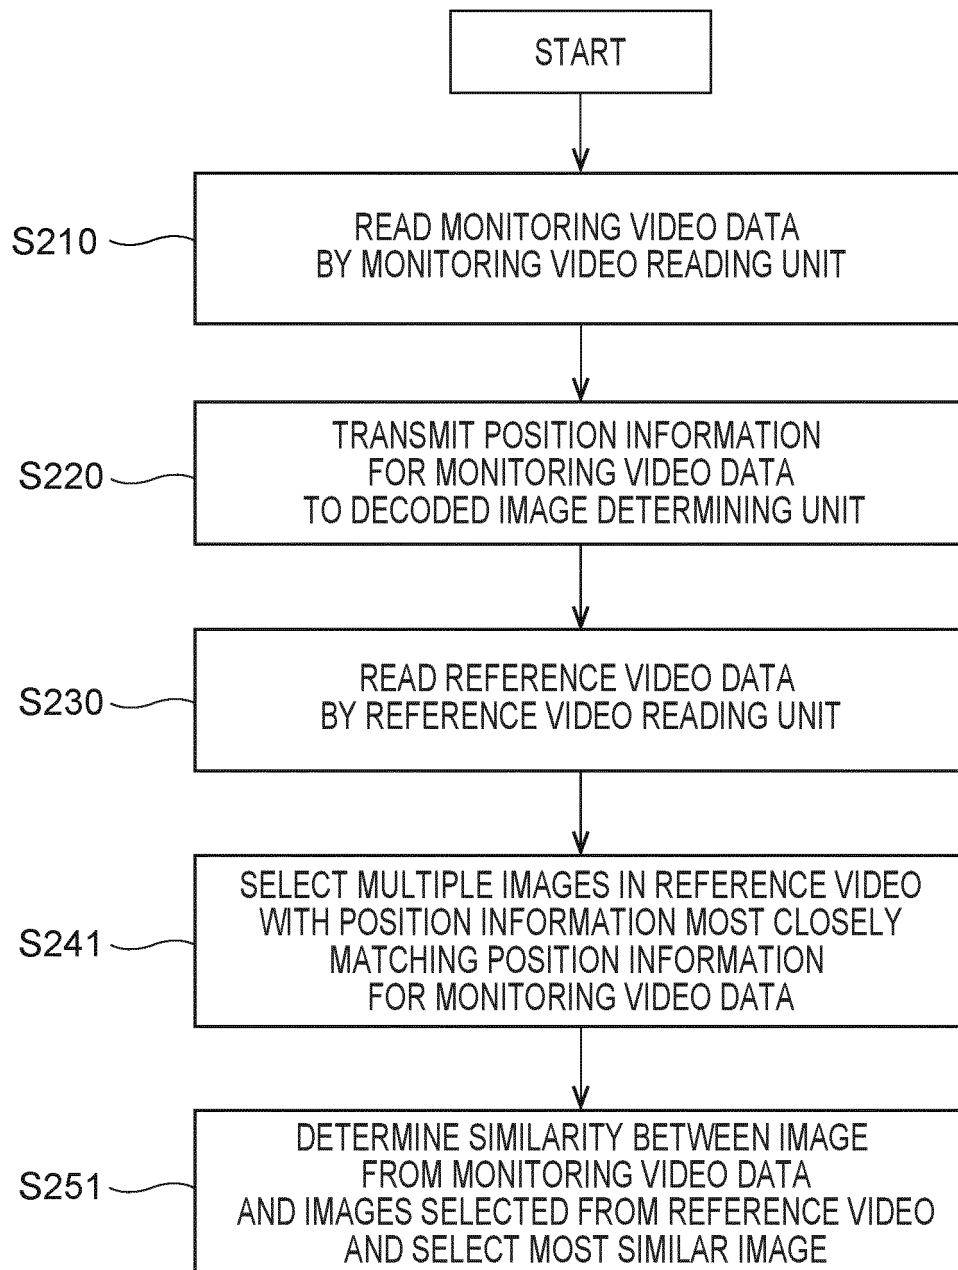 START
S210
READ MONITORING VIDEO DATA
BY MONITORING VIDEO READING UNIT
S220
TRANSMIT POSITION INFORMATION
FOR MONITORING VIDEO DATA
TO DECODED IMAGE DETERMINING UNIT
S230
READ REFERENCE VIDEO DATA
BY REFERENCE VIDEO READING UNIT
S241
SELECT MULTIPLE IMAGES IN REFERENCE VIDEO
WITH POSITION INFORMATION MOST CLOSELY
MATCHING POSITION INFORMATION
FOR MONITORING VIDEO DATA
S251
DETERMINE SIMILARITY BETWEEN IMAGE
FROM MONITORING VIDEO DATA
AND IMAGES SELECTED FROM REFERENCE VIDEO
AND SELECT MOST SIMILAR IMAGE